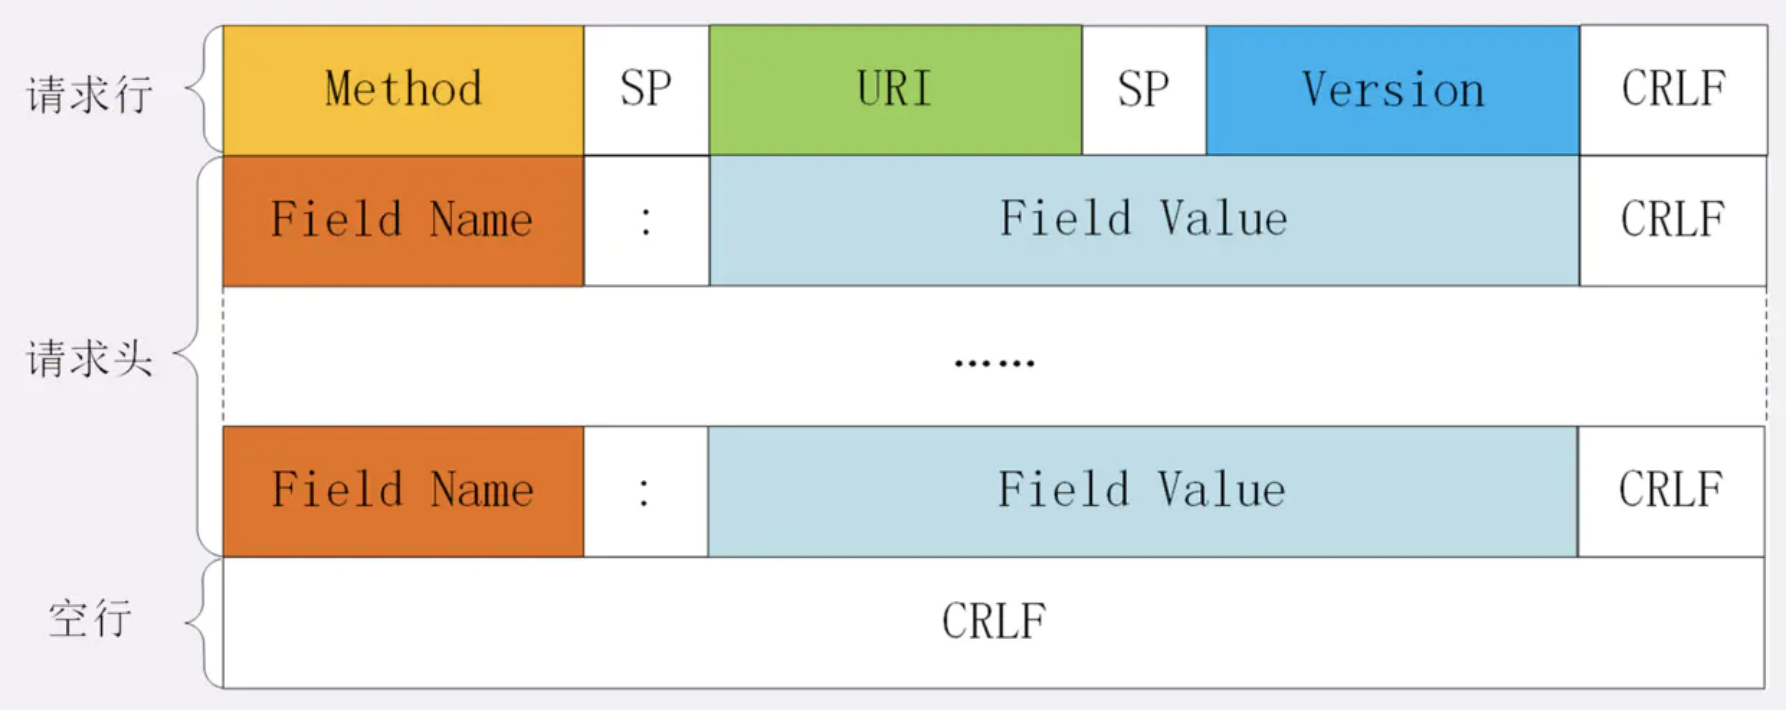 请求行 Method SP URI SP Version CRLF
Field Name : Field Value CRLF
请求头 ……
Field Name : Field Value CRLF
空行 CRLF